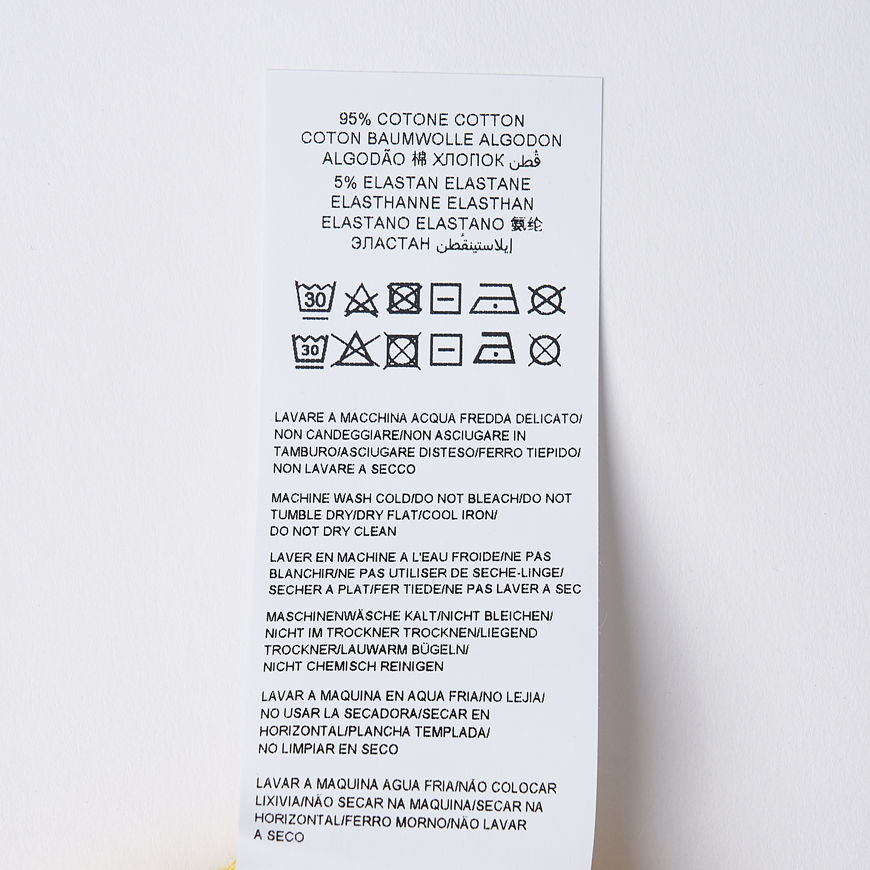 95% COTONE COTTON
COTON BAUMWOLLE ALGODON
ALGODÃO 棉 ХЛОПОК قُطن
5% ELASTAN ELASTANE
ELASTHANNE ELASTHAN
ELASTANO ELASTANO 氨纶
ЭЛАСТАН إيلاستينقُطن
30
30
LAVARE A MACCHINA ACQUA FREDDA DELICATO/
NON CANDEGGIARE/NON ASCIUGARE IN
TAMBURO/ASCIUGARE DISTESO/FERRO TIEPIDO/
NON LAVARE A SECCO
MACHINE WASH COLD/DO NOT BLEACH/DO NOT
TUMBLE DRY/DRY FLAT/COOL IRON/
DO NOT DRY CLEAN
LAVER EN MACHINE A L'EAU FROIDE/NE PAS
BLANCHIR/NE PAS UTILISER DE SECHE-LINGE/
SECHER A PLAT/FER TIEDE/NE PAS LAVER A SEC
MASCHINENWÄSCHE KALT/NICHT BLEICHEN/
NICHT IM TROCKNER TROCKNEN/LIEGEND
TROCKNER/LAUWARM BÜGELN/
NICHT CHEMISCH REINIGEN
LAVAR A MAQUINA EN AQUA FRIA/NO LEJIA/
NO USAR LA SECADORA/SECAR EN
HORIZONTAL/PLANCHA TEMPLADA/
NO LIMPIAR EN SECO
LAVAR A MAQUINA AGUA FRIA/NÃO COLOCAR
LIXIVIA/NÃO SECAR NA MAQUINA/SECAR NA
HORIZONTAL/FERRO MORNO/NÃO LAVAR
A SECO